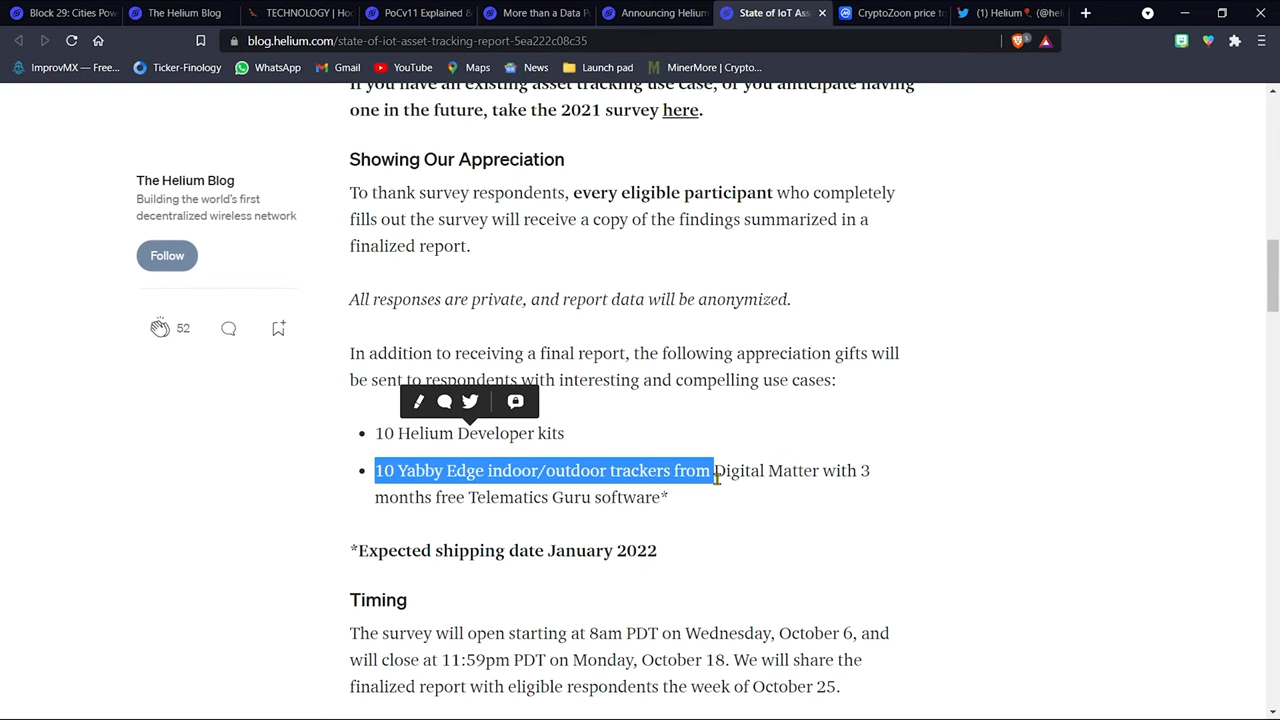 Block 29: Cities Pow
The Helium Blog
TECHNOLOGY | Hoo
PoCv11 Explained &
More than a Data P
Announcing Helium
State of IoT Ass
CryptoZoon price to
(1) Helium🎈 (@heli
blog.helium.com/state-of-iot-asset-tracking-report-5ea222c08c35
5
ImprovMX — Free...
Ticker-Finology
WhatsApp
Gmail
YouTube
Maps
News
Launch pad
MinerMore | Crypto...
If you have an existing asset tracking use case, or you anticipate having
one in the future, take the 2021 survey here.
Showing Our Appreciation
The Helium Blog
Building the world's first
decentralized wireless network
Follow
52
To thank survey respondents, every eligible participant who completely
fills out the survey will receive a copy of the findings summarized in a
finalized report.
All responses are private, and report data will be anonymized.
In addition to receiving a final report, the following appreciation gifts will
be sent to respondents with interesting and compelling use cases:
• 10 Helium Developer kits
• 10 Yabby Edge indoor/outdoor trackers from Digital Matter with 3
months free Telematics Guru software*
*Expected shipping date January 2022
Timing
The survey will open starting at 8am PDT on Wednesday, October 6, and
will close at 11:59pm PDT on Monday, October 18. We will share the
finalized report with eligible respondents the week of October 25.